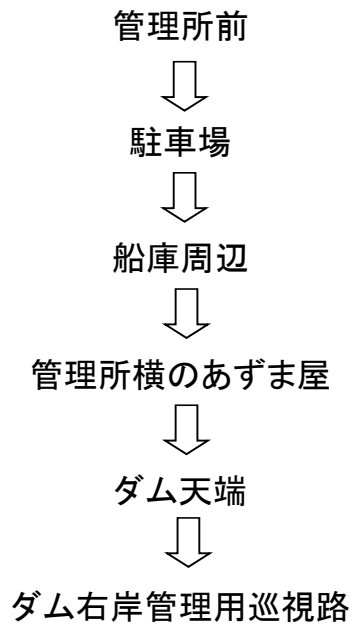 管理所前
駐車場
船庫周辺
管理所横のあずま屋
ダム天端
ダム右岸管理用巡視路